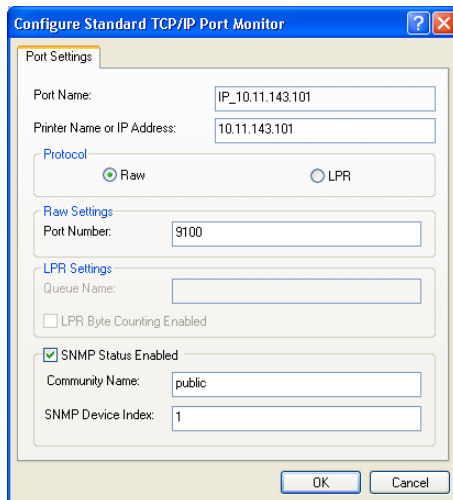 Configure Standard TCP/IP Port Monitor
Port Settings
Port Name: IP_10.11.143.101
Printer Name or IP Address: 10.11.143.101
Protocol
Raw LPR
Raw Settings
Port Number: 9100
LPR Settings
Queue Name:
LPR Byte Counting Enabled
SNMP Status Enabled
Community Name: public
SNMP Device Index: 1
OK Cancel